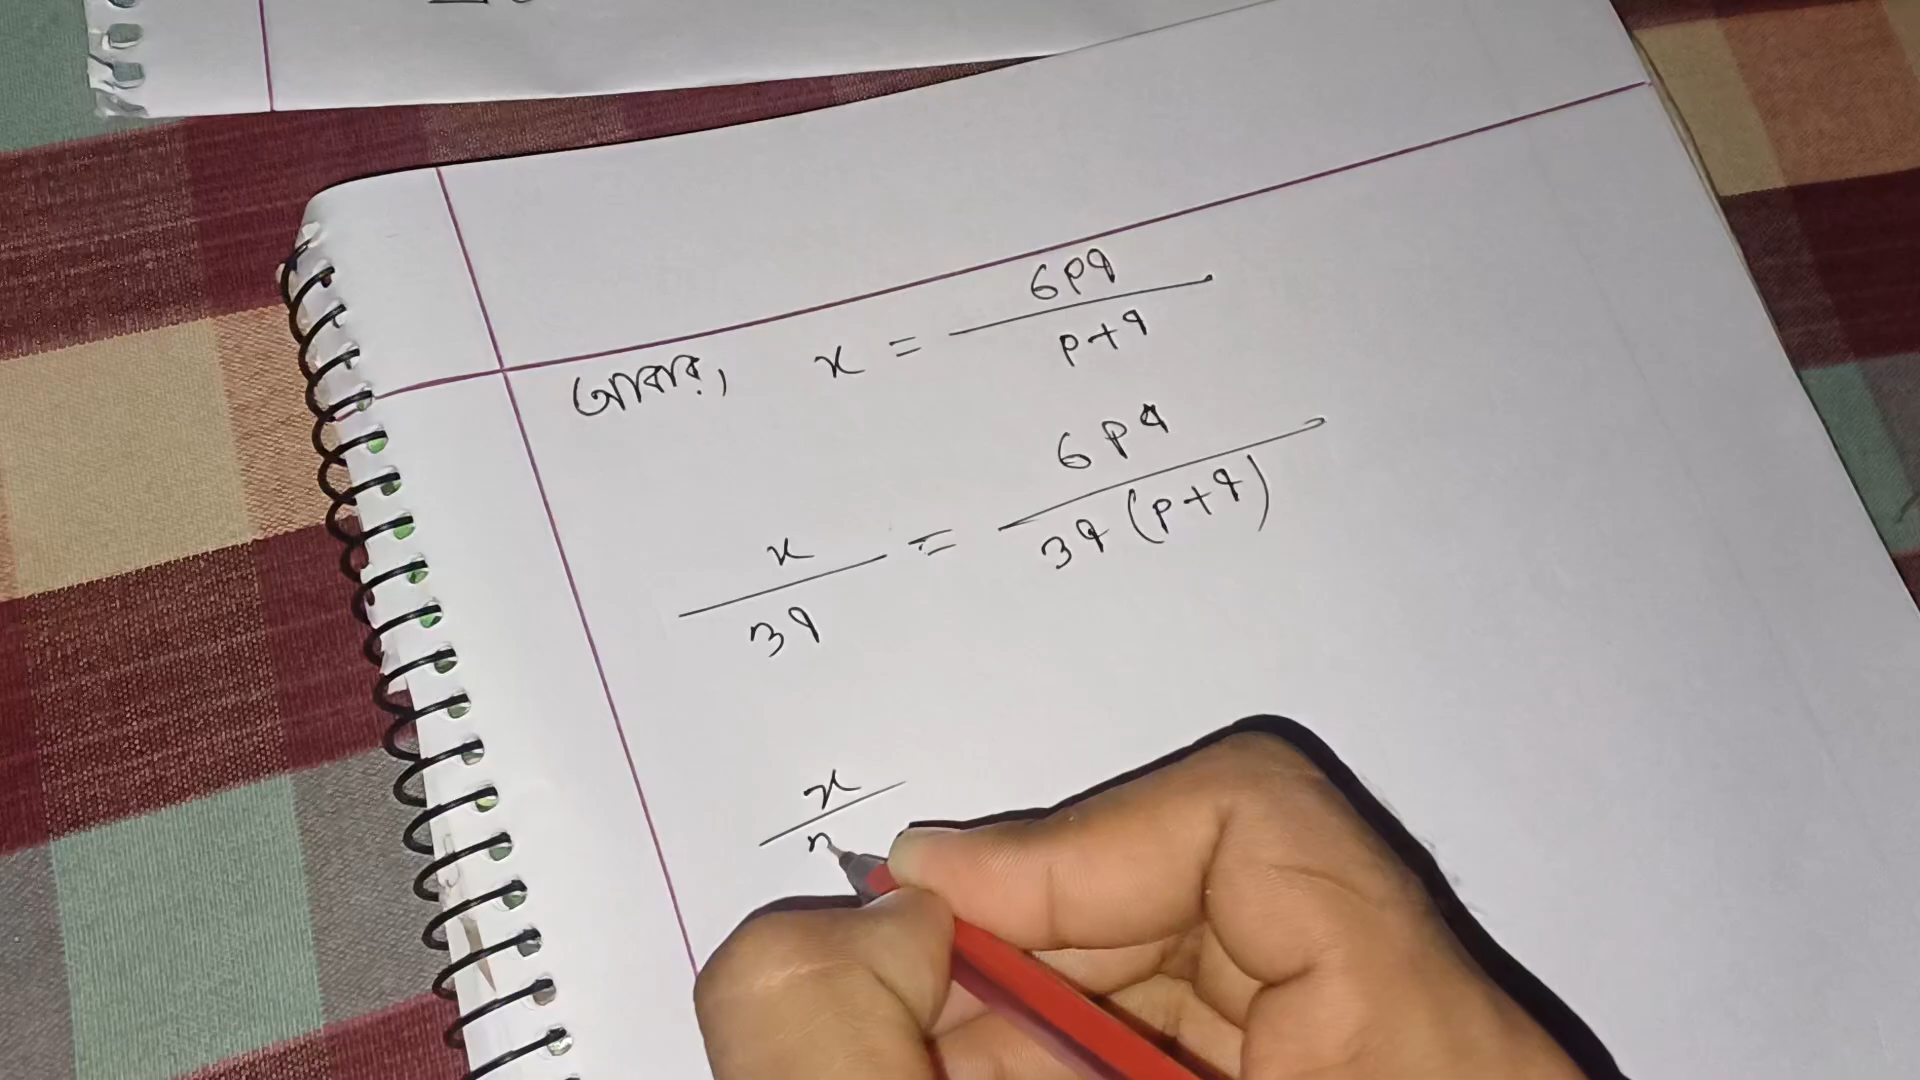 আবার, x = 6pq / p+q
x / 3q = 6pq / 3q (p+q)
x /